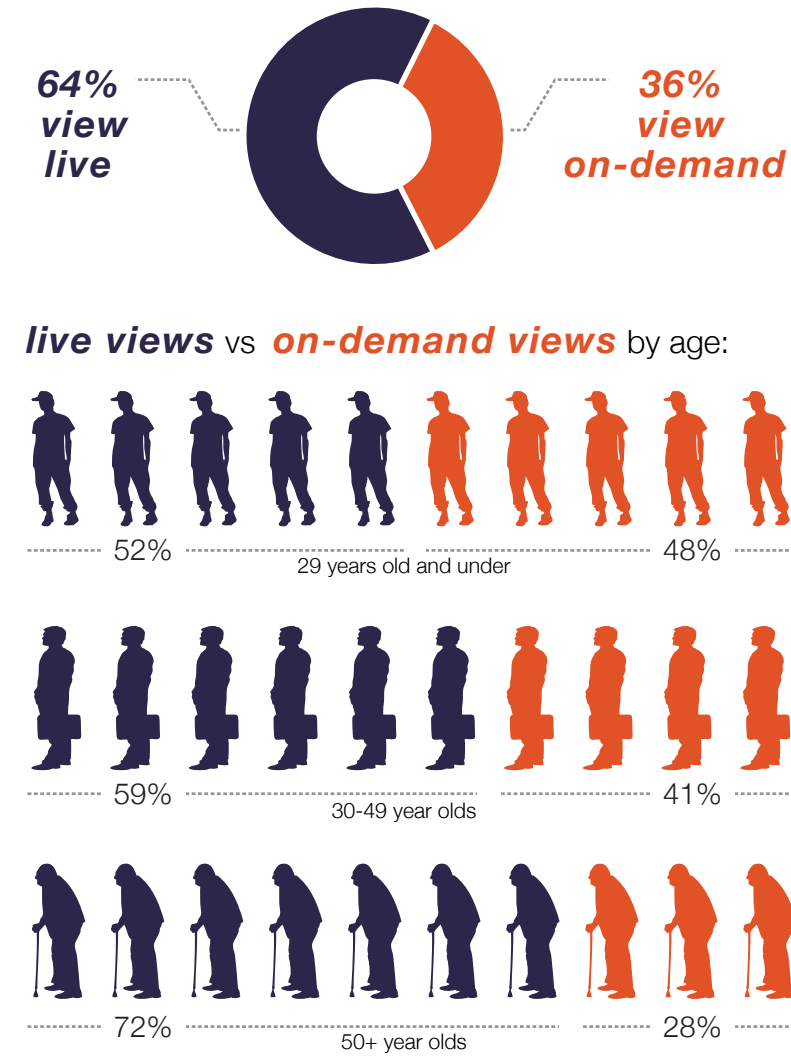 64%
view
live
36%
view
on-demand
live views vs on-demand views by age:
52%
48%
29 years old and under
59%
41%
30-49 year olds
72%
28%
50+ year olds